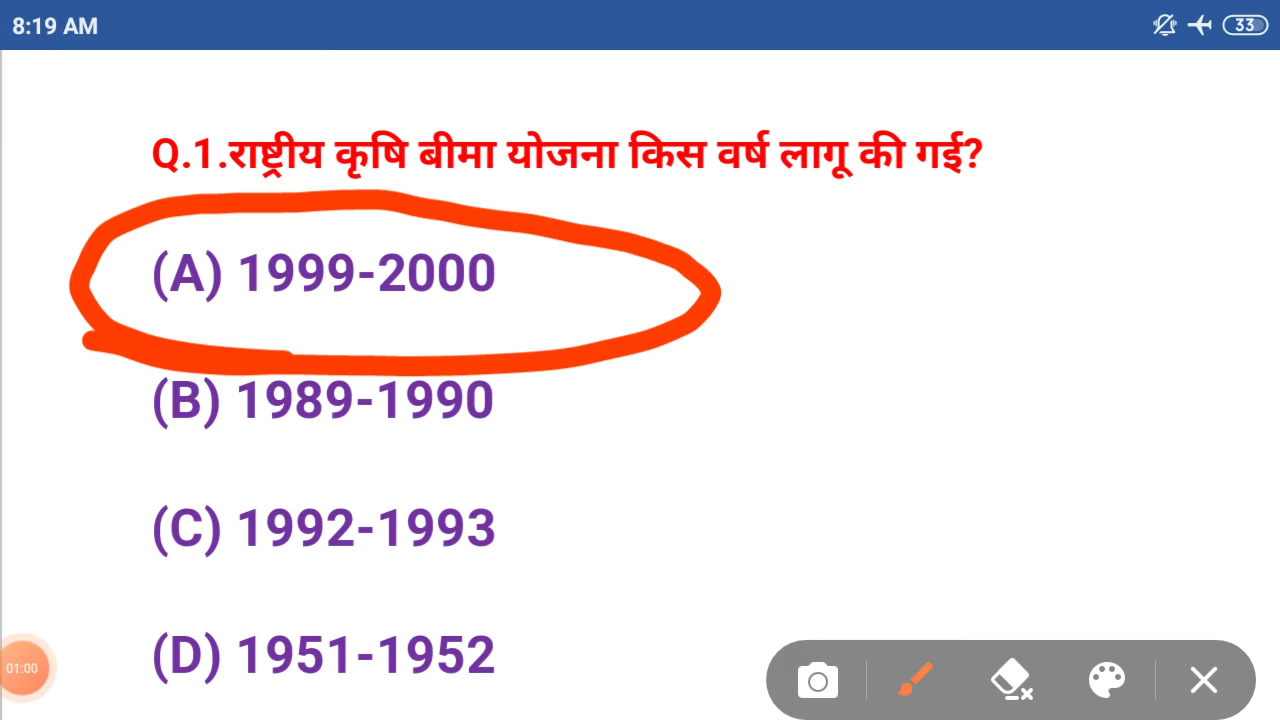 8:19 AM
33
Q.1.राष्ट्रीय कृषि बीमा योजना किस वर्ष लागू की गई?
(A) 1999-2000
(B) 1989-1990
(C) 1992-1993
(D) 1951-1952
01:00